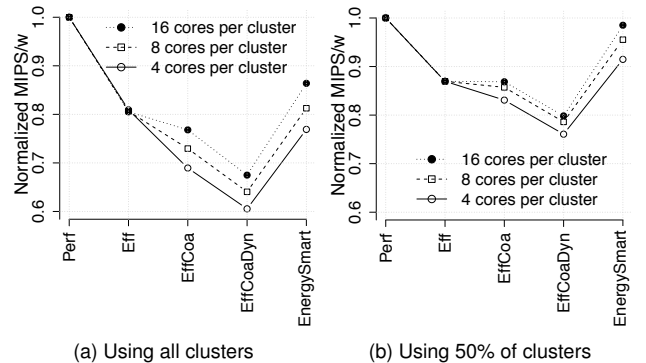 Normalized MIPS/w
1.0
0.9
0.8
0.7
0.6
16 cores per cluster
8 cores per cluster
4 cores per cluster
Perf
Eff
EffCoa
EffCoaDyn
EnergySmart
(a) Using all clusters
Normalized MIPS/w
1.0
0.9
0.8
0.7
0.6
16 cores per cluster
8 cores per cluster
4 cores per cluster
Perf
Eff
EffCoa
EffCoaDyn
EnergySmart
(b) Using 50% of clusters